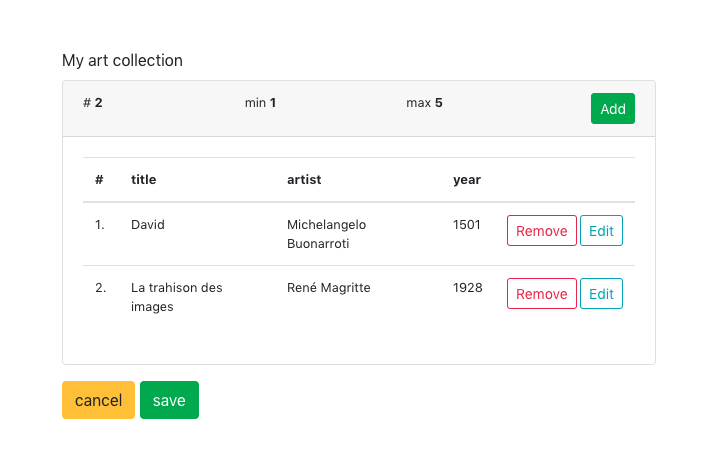 My art collection
# 2 min 1 max 5 Add
# title artist year
1. David Michelangelo Buonarroti 1501 Remove Edit
2. La trahison des images René Magritte 1928 Remove Edit
cancel save